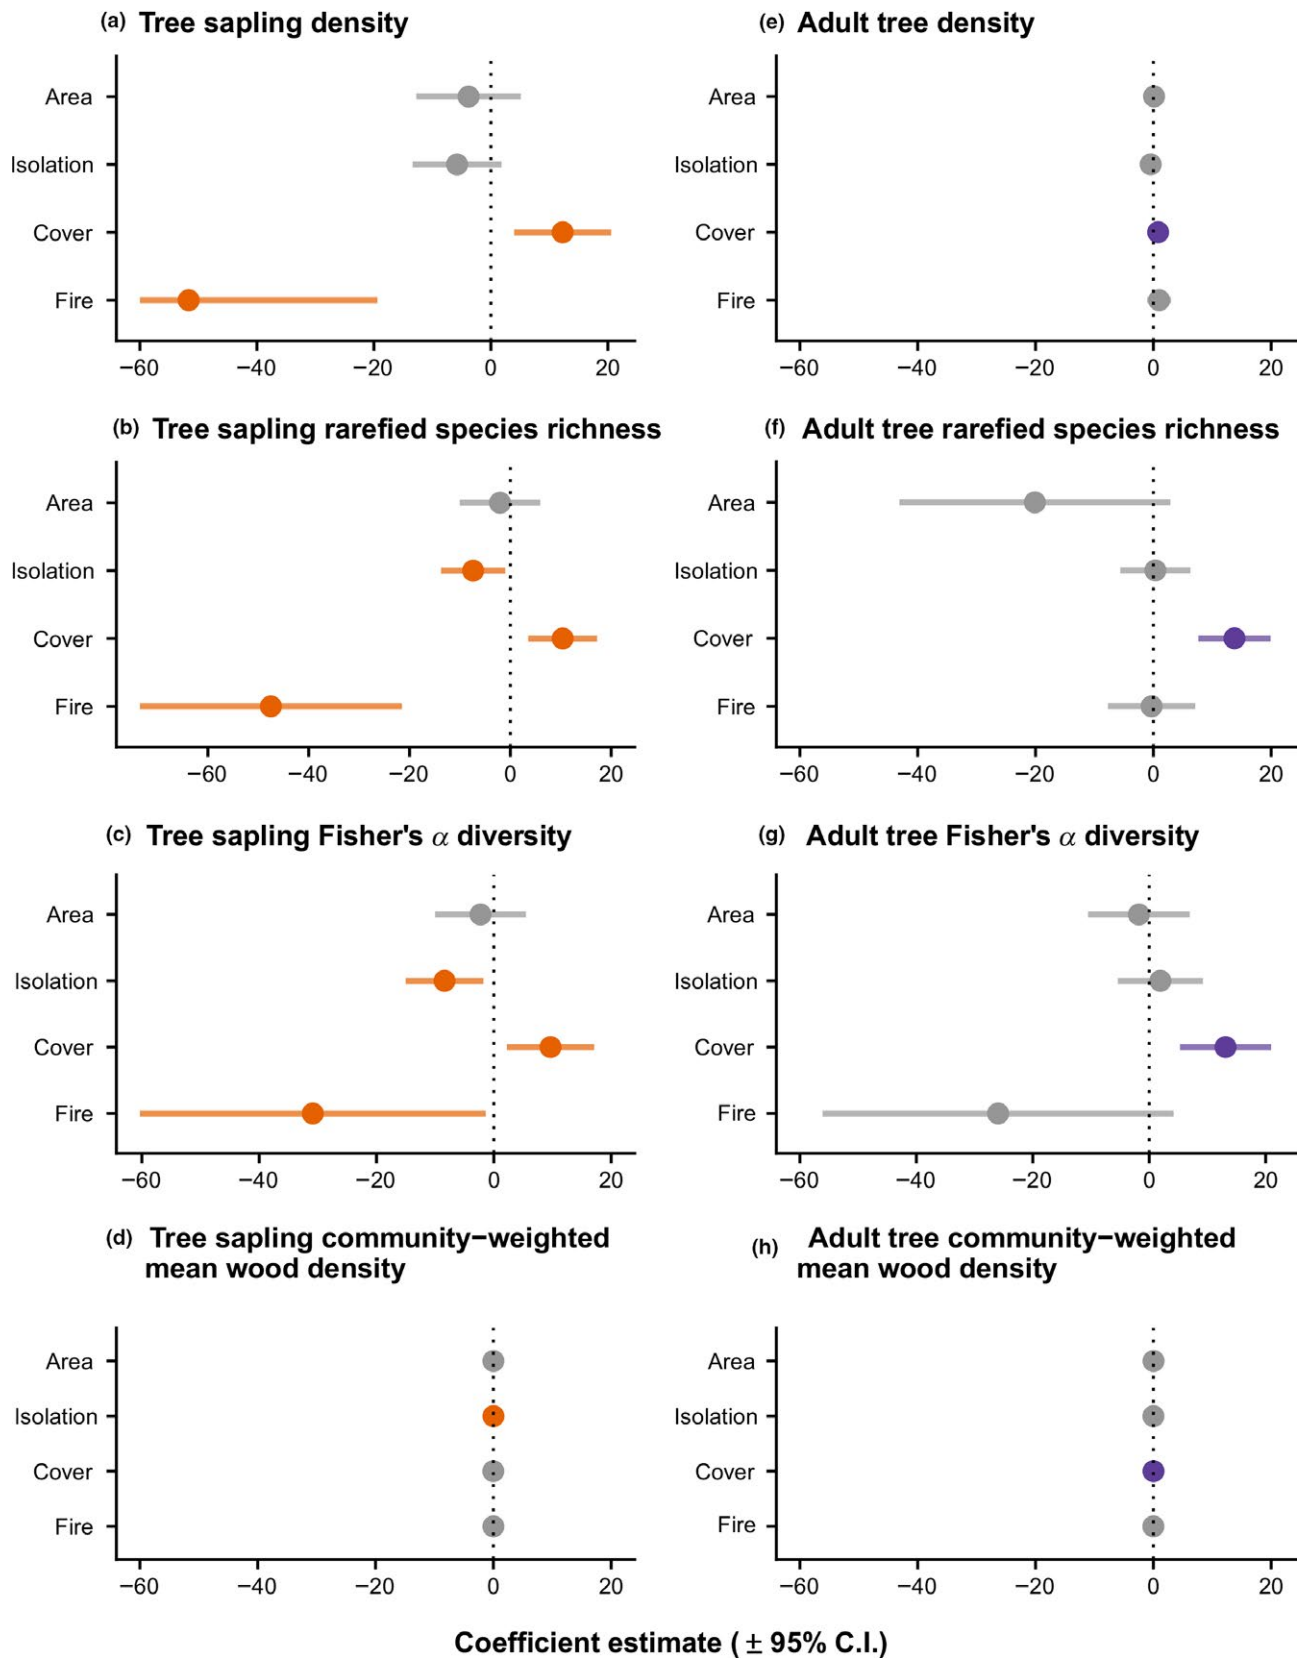 (a) Tree sapling density
Area
Isolation
Cover
Fire
−60 −40 −20 0 20
(e) Adult tree density
Area
Isolation
Cover
Fire
−60 −40 −20 0 20
(b) Tree sapling rarefied species richness
Area
Isolation
Cover
Fire
−60 −40 −20 0 20
(f) Adult tree rarefied species richness
Area
Isolation
Cover
Fire
−60 −40 −20 0 20
(c) Tree sapling Fisher's α diversity
Area
Isolation
Cover
Fire
−60 −40 −20 0 20
(g) Adult tree Fisher's α diversity
Area
Isolation
Cover
Fire
−60 −40 −20 0 20
(d) Tree sapling community−weighted
mean wood density
Area
Isolation
Cover
Fire
−60 −40 −20 0 20
(h) Adult tree community−weighted
mean wood density
Area
Isolation
Cover
Fire
−60 −40 −20 0 20
Coefficient estimate ( ± 95% C.I.)